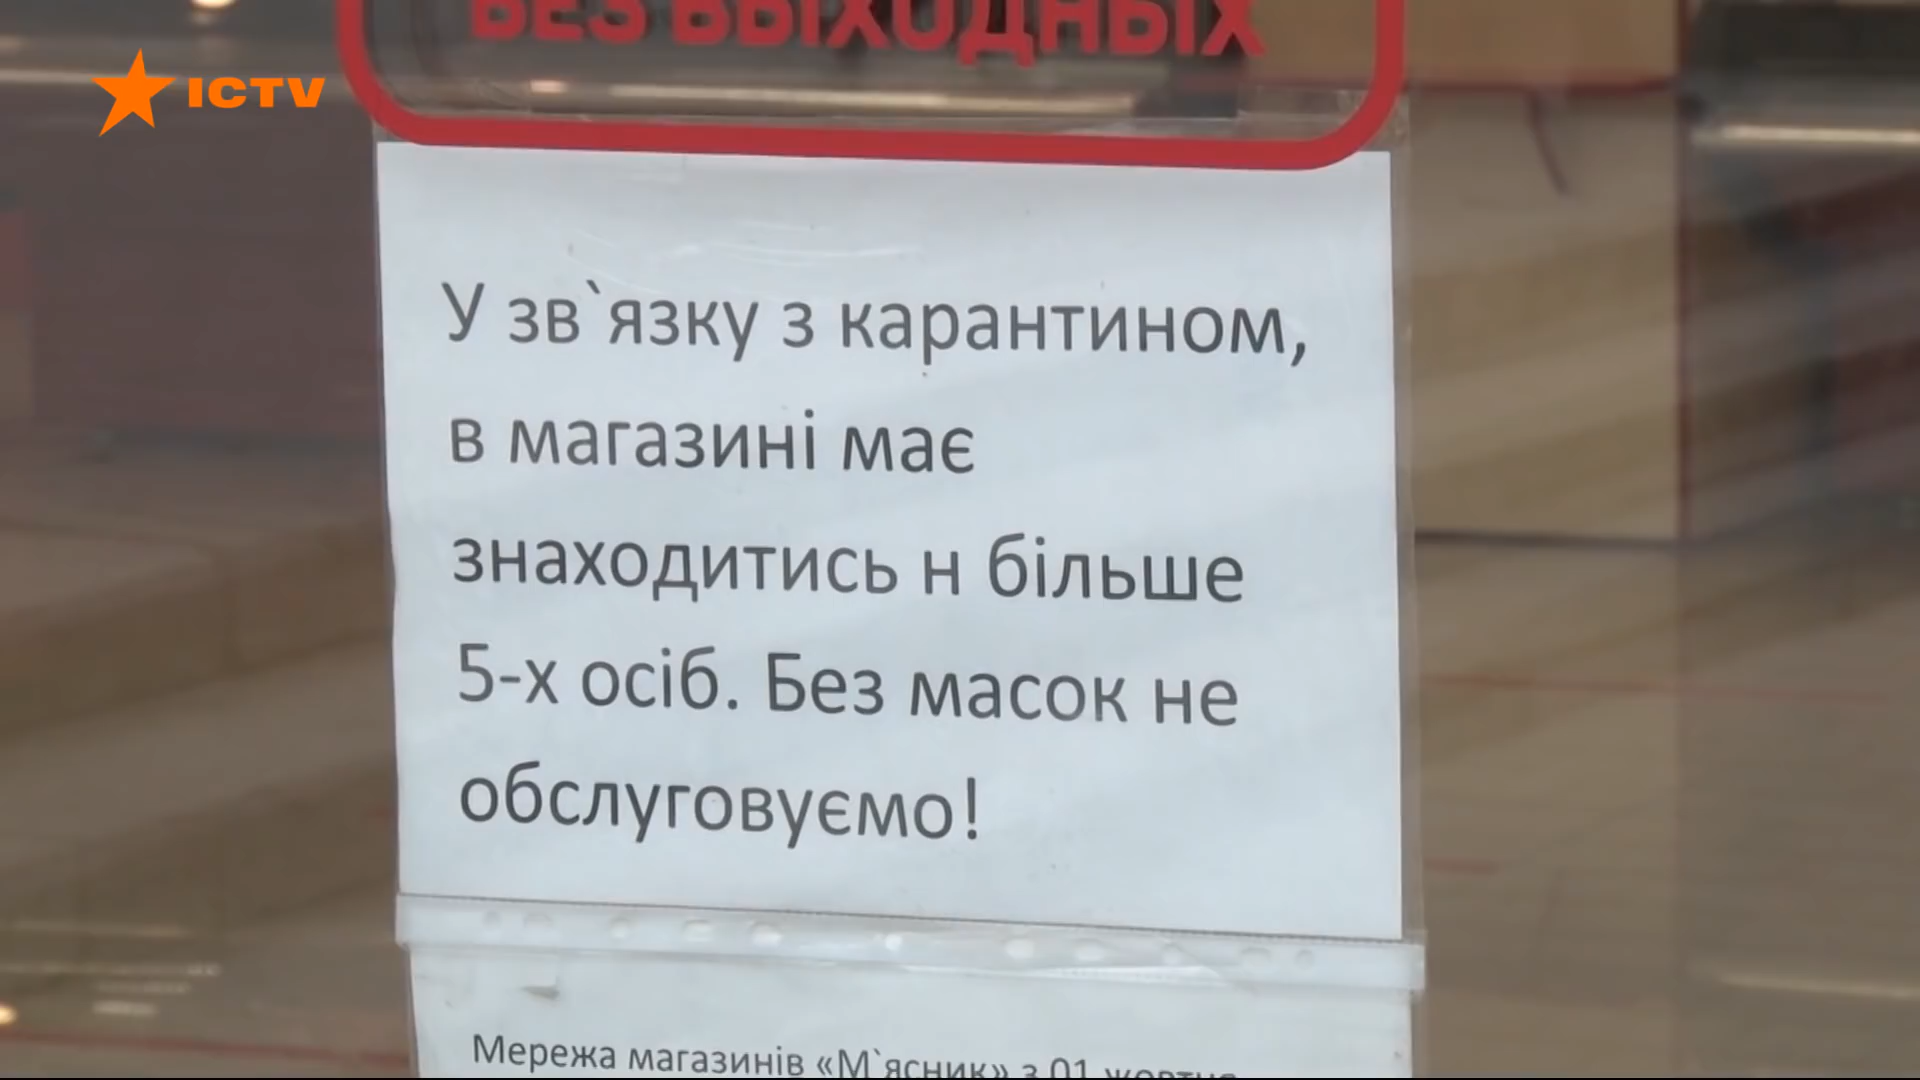 БЕЗ ВЫХОДНЫХ
ICTV
У зв`язку з карантином,
в магазині має
знаходитись н більше
5-х осіб. Без масок не
обслуговуємо!
Мережа магазинів «М`ясник» з 01 жовтня